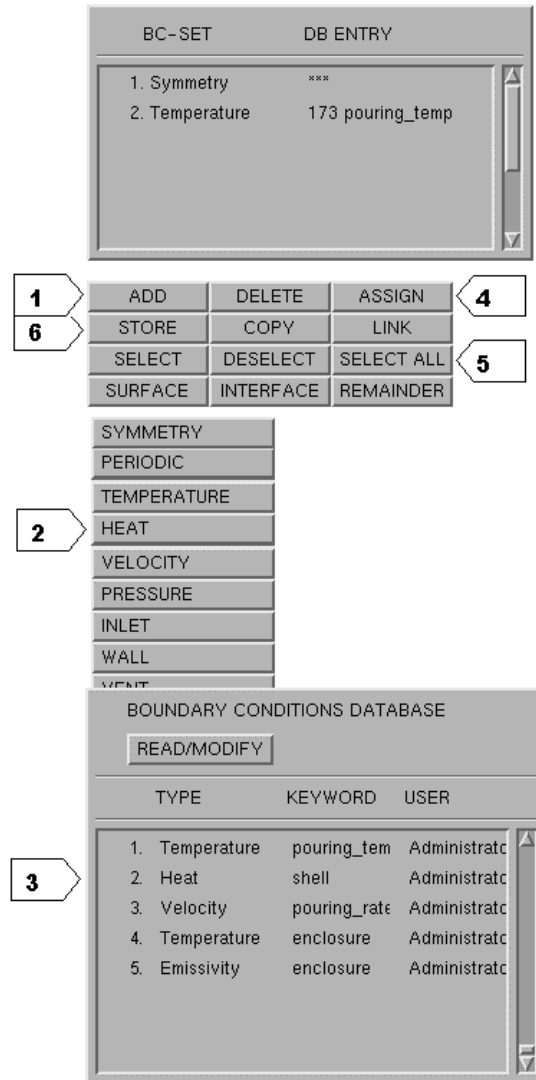 BC-SET DB ENTRY
1. Symmetry ***
2. Temperature 173 pouring_temp
1 ADD DELETE ASSIGN 4
6 STORE COPY LINK
SELECT DESELECT SELECT ALL 5
SURFACE INTERFACE REMAINDER
SYMMETRY
PERIODIC
TEMPERATURE
2 HEAT
VELOCITY
PRESSURE
INLET
WALL
VENT
BOUNDARY CONDITIONS DATABASE
READ/MODIFY
TYPE KEYWORD USER
1. Temperature pouring_tem Administratc
2. Heat shell Administratc
3 3. Velocity pouring_rate Administratc
4. Temperature enclosure Administratc
5. Emissivity enclosure Administratc